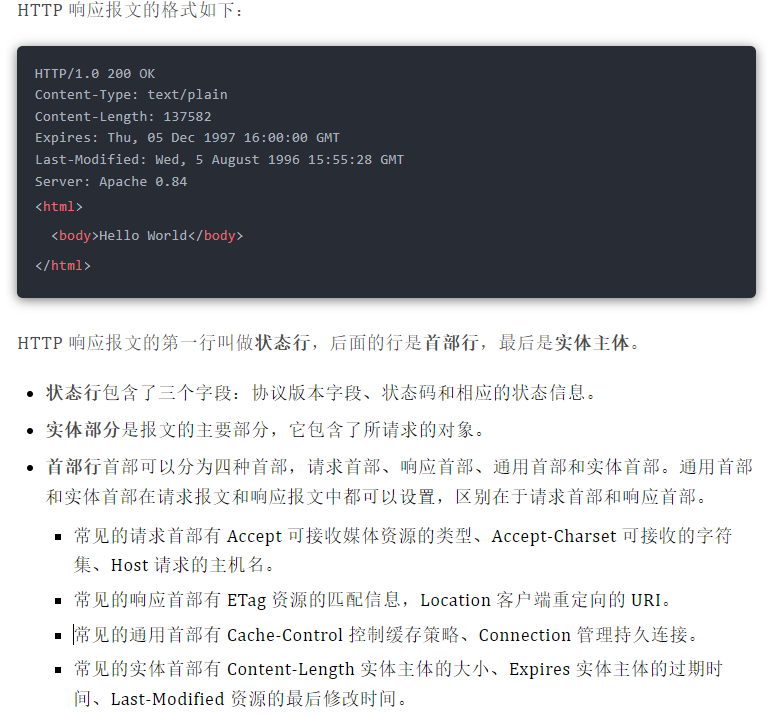 HTTP 响应报文的格式如下：
HTTP/1.0 200 OK
Content-Type: text/plain
Content-Length: 137582
Expires: Thu, 05 Dec 1997 16:00:00 GMT
Last-Modified: Wed, 5 August 1996 15:55:28 GMT
Server: Apache 0.84
<html>
  <body>Hello World</body>
</html>
HTTP 响应报文的第一行叫做状态行，后面的行是首部行，最后是实体主体。
状态行包含了三个字段：协议版本字段、状态码和相应的状态信息。
实体部分是报文的主要部分，它包含了所请求的对象。
首部行首部可以分为四种首部，请求首部、响应首部、通用首部和实体首部。通用首部
和实体首部在请求报文和响应报文中都可以设置，区别在于请求首部和响应首部。
常见的请求首部有 Accept 可接收媒体资源的类型、Accept-Charset 可接收的字符
集、Host 请求的主机名。
常见的响应首部有 ETag 资源的匹配信息，Location 客户端重定向的 URI。
常见的通用首部有 Cache-Control 控制缓存策略、Connection 管理持久连接。
常见的实体首部有 Content-Length 实体主体的大小、Expires 实体主体的过期时
间、Last-Modified 资源的最后修改时间。